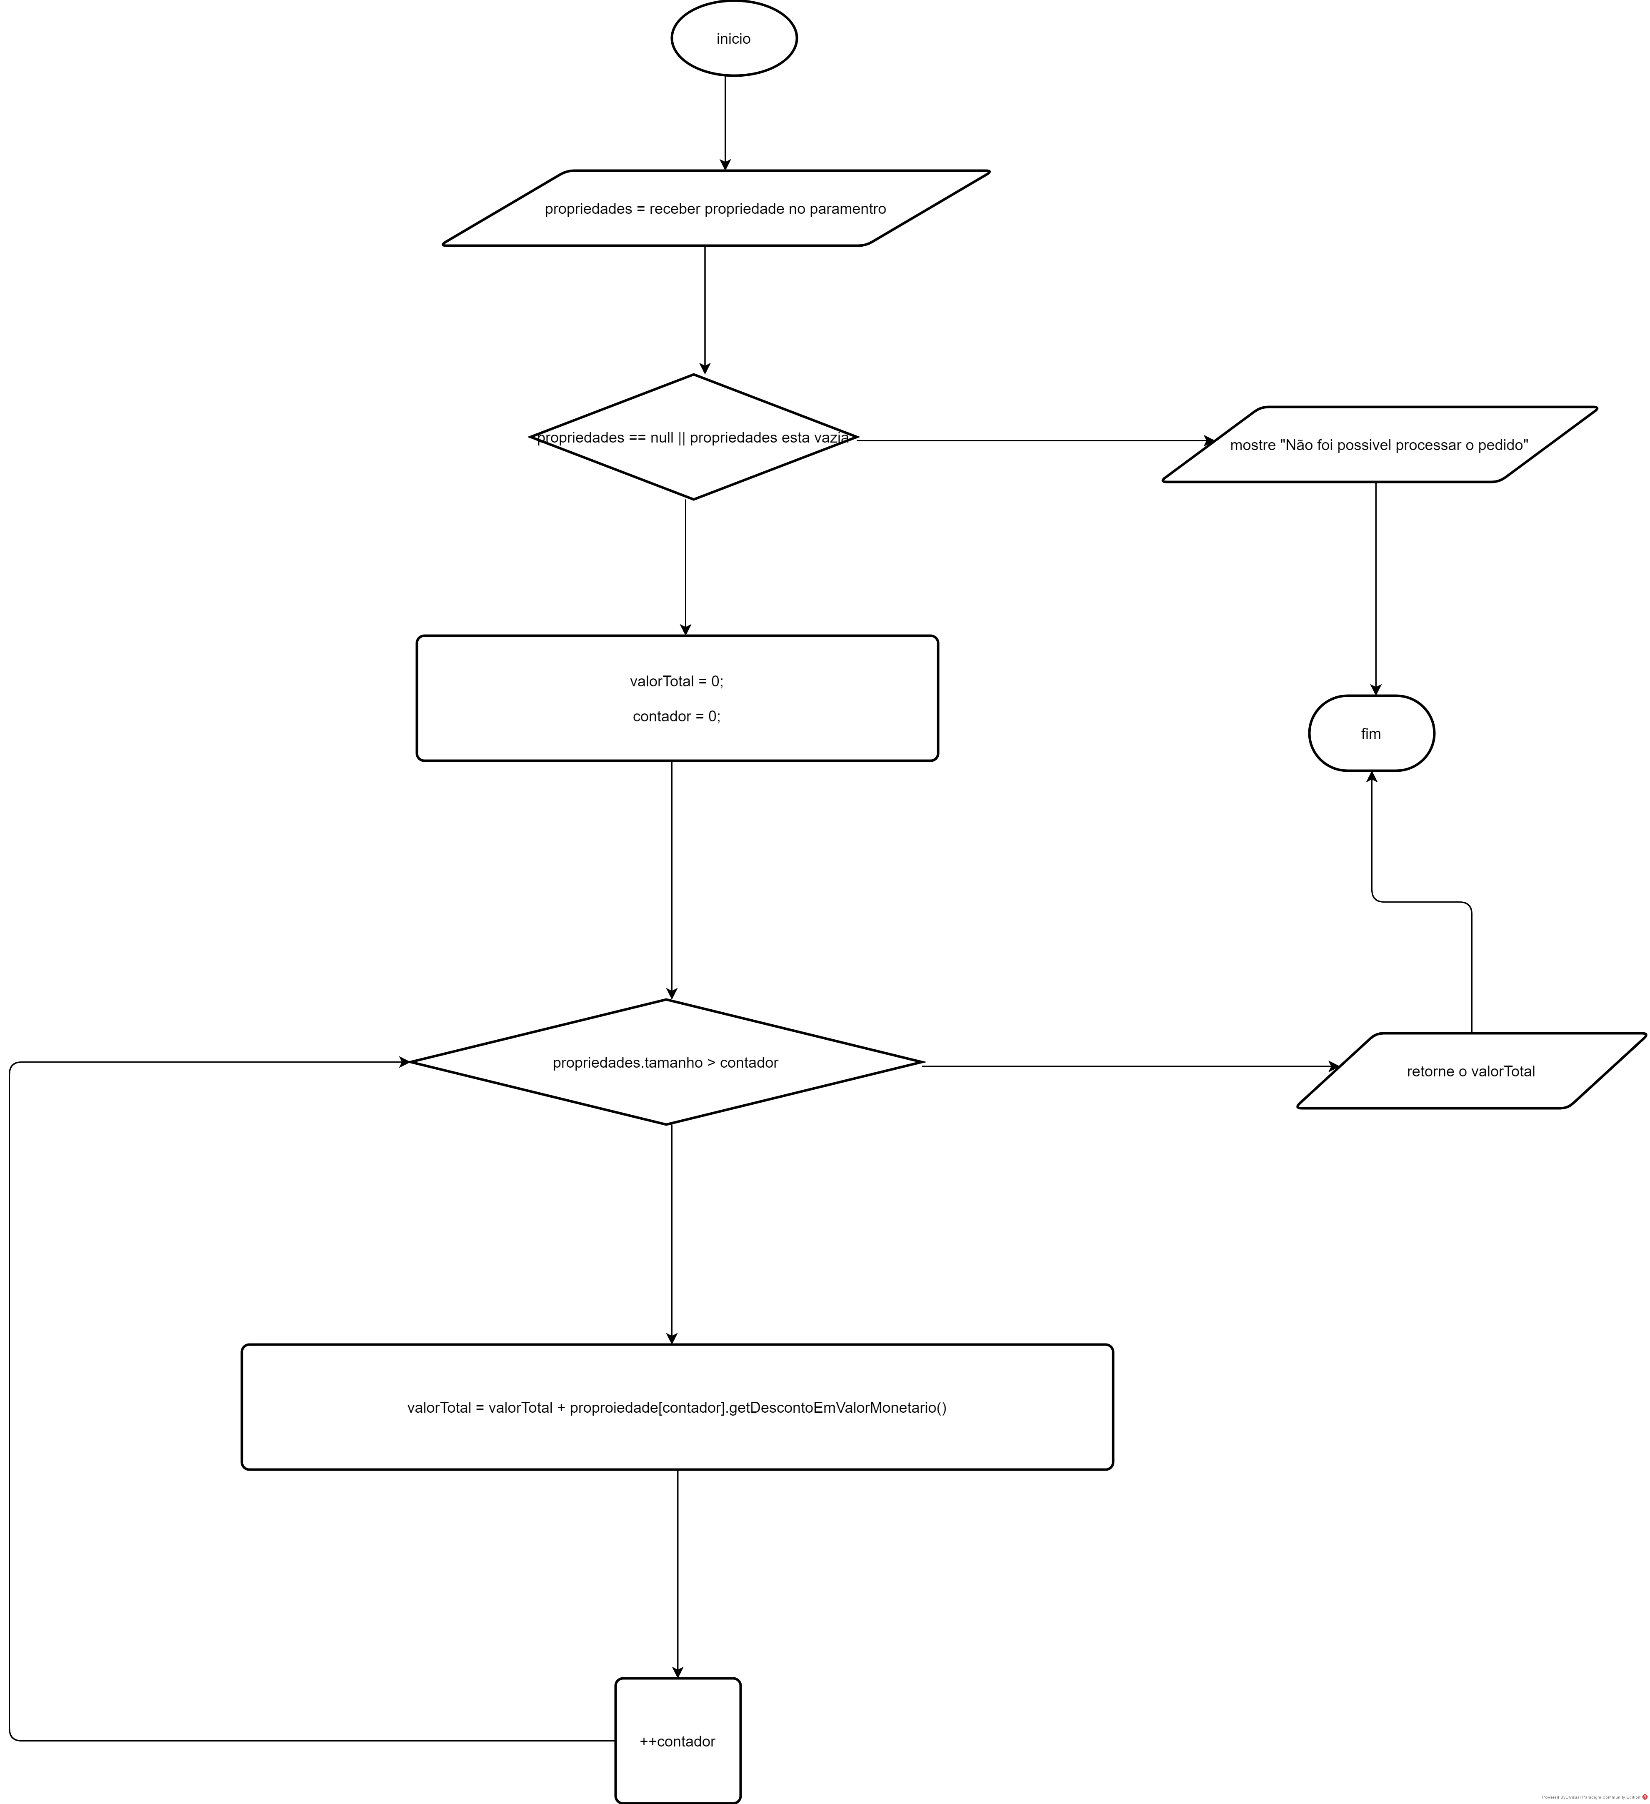 inicio
propriedades = receber propriedade no paramentro
propriedades == null || propriedades esta vazia
mostre "Não foi possivel processar o pedido"
valorTotal = 0;
contador = 0;
fim
propriedades.tamanho > contador
retorne o valorTotal
valorTotal = valorTotal + proproiedade[contador].getDescontoEmValorMonetario()
++contador